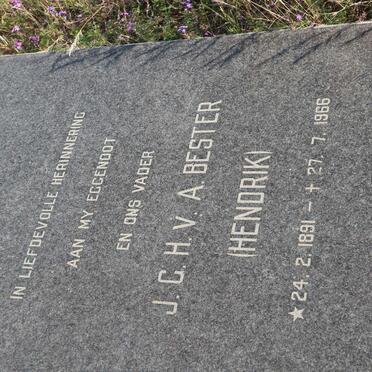 IN LIEFDEVOLLE HERINNERING
AAN MY EGGENOOT
EN ONS VADER
J. C. H. V. A. BESTER
(HENDRIK)
★ 24. 2. 1891 – † 27. 7. 1966